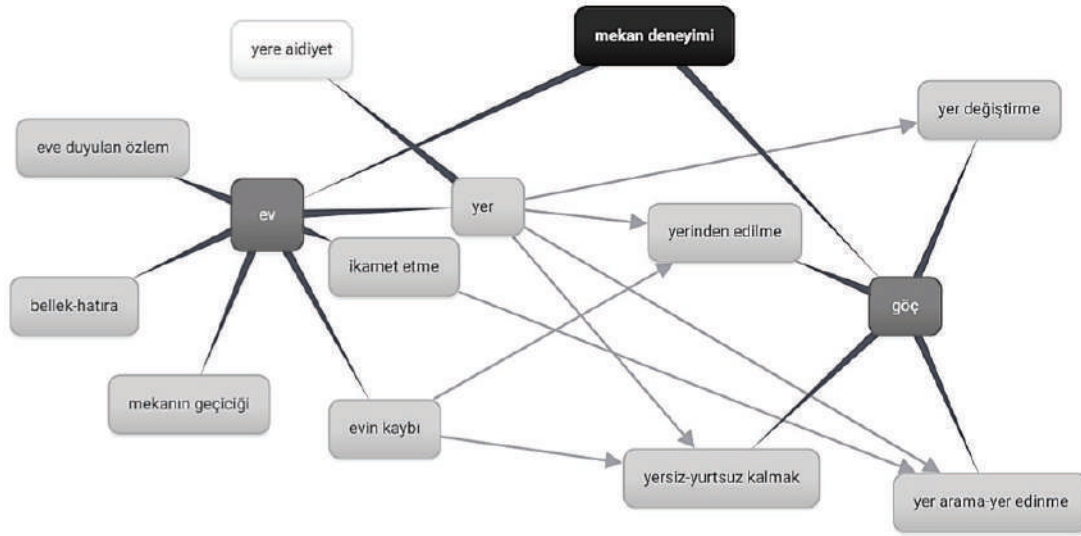 mekan deneyimi
yere aidiyet
yer değiştirme
eve duyulan özlem
ev
yer
yerinden edilme
ikamet etme
bellek-hatıra
göç
mekanın geçiciği
evin kaybı
yersiz-yurtsuz kalmak
yer arama-yer edinme